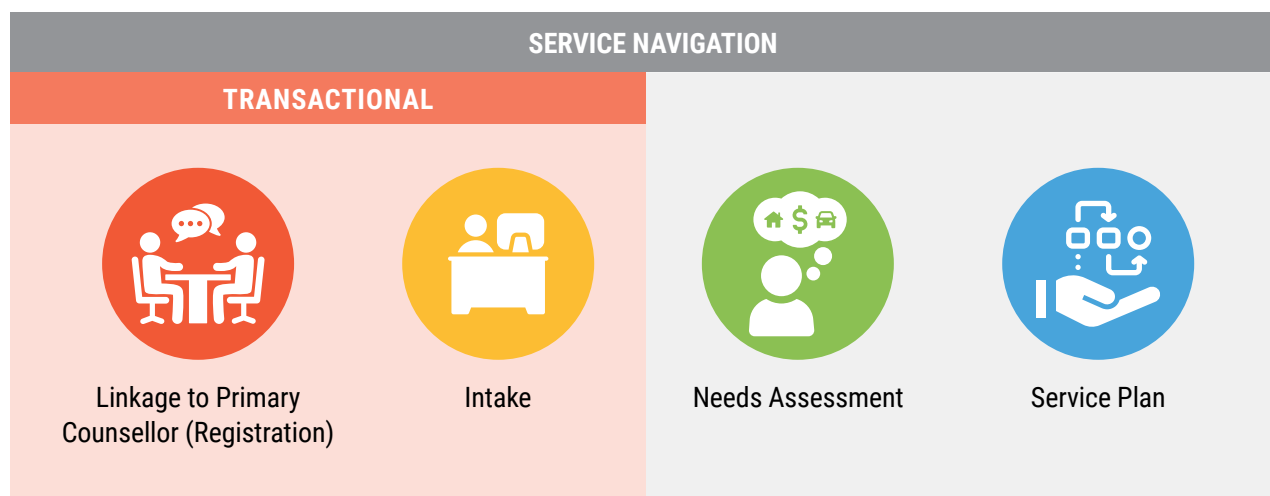 SERVICE NAVIGATION
TRANSACTIONAL
$
Linkage to Primary
Counsellor (Registration)
Intake
Needs Assessment
Service Plan